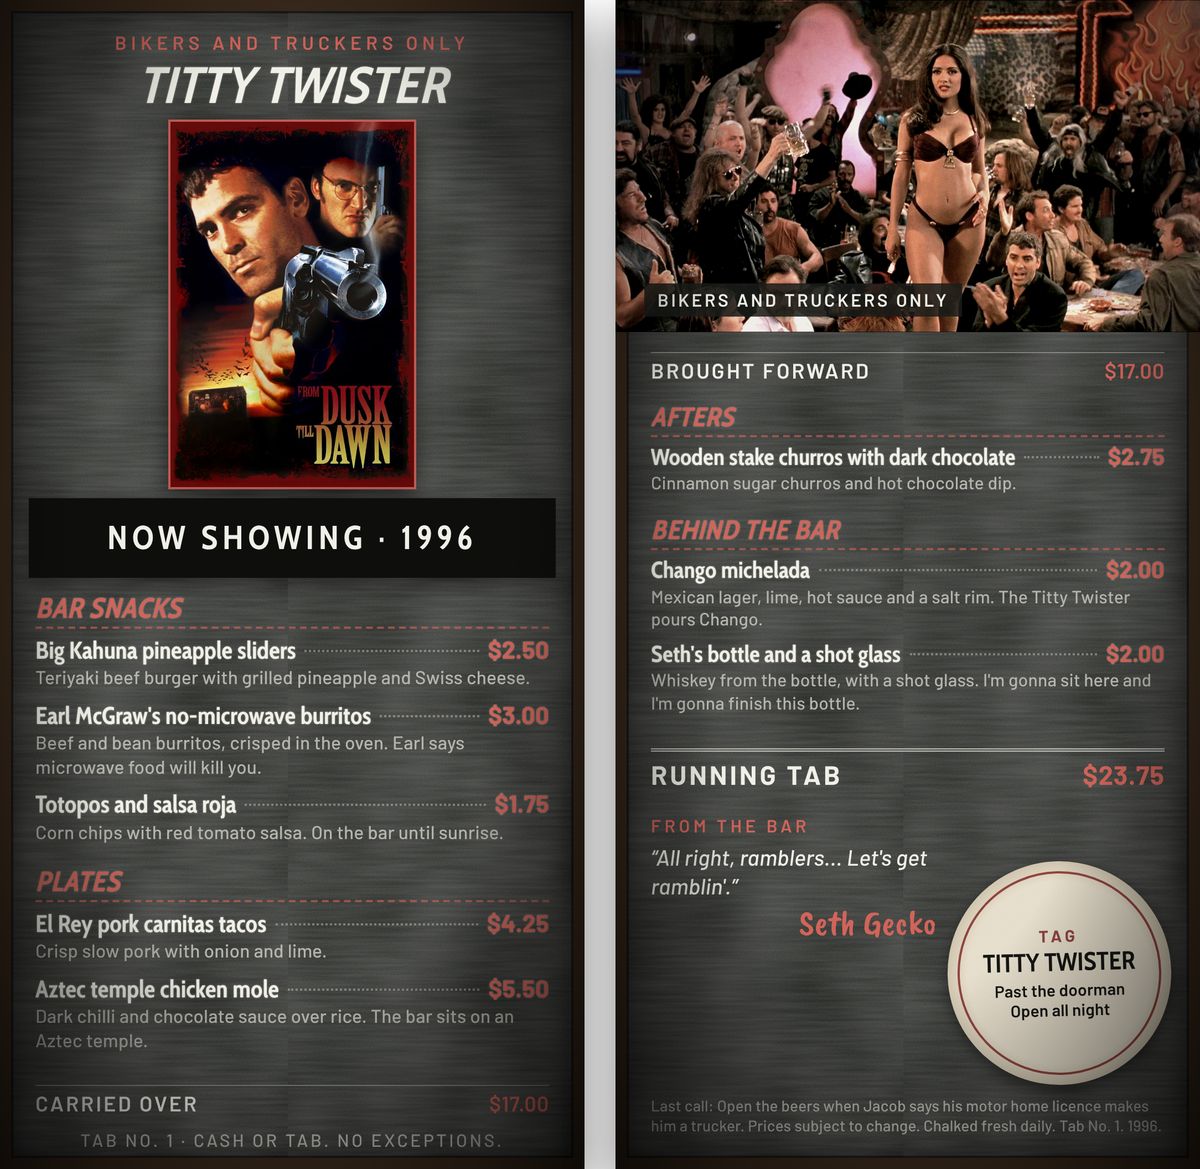 BIKERS AND TRUCKERS ONLY
TITTY TWISTER
FROM DUSK
TILL DAWN
NOW SHOWING · 1996
BAR SNACKS
Big Kahuna pineapple sliders $2.50
Teriyaki beef burger with grilled pineapple and Swiss cheese.
Earl McGraw's no-microwave burritos $3.00
Beef and bean burritos, crisped in the oven. Earl says
microwave food will kill you.
Totopos and salsa roja $1.75
Corn chips with red tomato salsa. On the bar until sunrise.
PLATES
El Rey pork carnitas tacos $4.25
Crisp slow pork with onion and lime.
Aztec temple chicken mole $5.50
Dark chilli and chocolate sauce over rice. The bar sits on an
Aztec temple.
CARRIED OVER $17.00
TAB NO. 1 · CASH OR TAB. NO EXCEPTIONS.
BIKERS AND TRUCKERS ONLY
BROUGHT FORWARD $17.00
AFTERS
Wooden stake churros with dark chocolate $2.75
Cinnamon sugar churros and hot chocolate dip.
BEHIND THE BAR
Chango michelada $2.00
Mexican lager, lime, hot sauce and a salt rim. The Titty Twister
pours Chango.
Seth's bottle and a shot glass $2.00
Whiskey from the bottle, with a shot glass. I'm gonna sit here and
I'm gonna finish this bottle.
RUNNING TAB $23.75
FROM THE BAR
“All right, ramblers... Let's get
ramblin'.”
Seth Gecko
TAG
TITTY TWISTER
Past the doorman
Open all night
Last call: Open the beers when Jacob says his motor home licence makes
him a trucker. Prices subject to change. Chalked fresh daily. Tab No. 1. 1996.